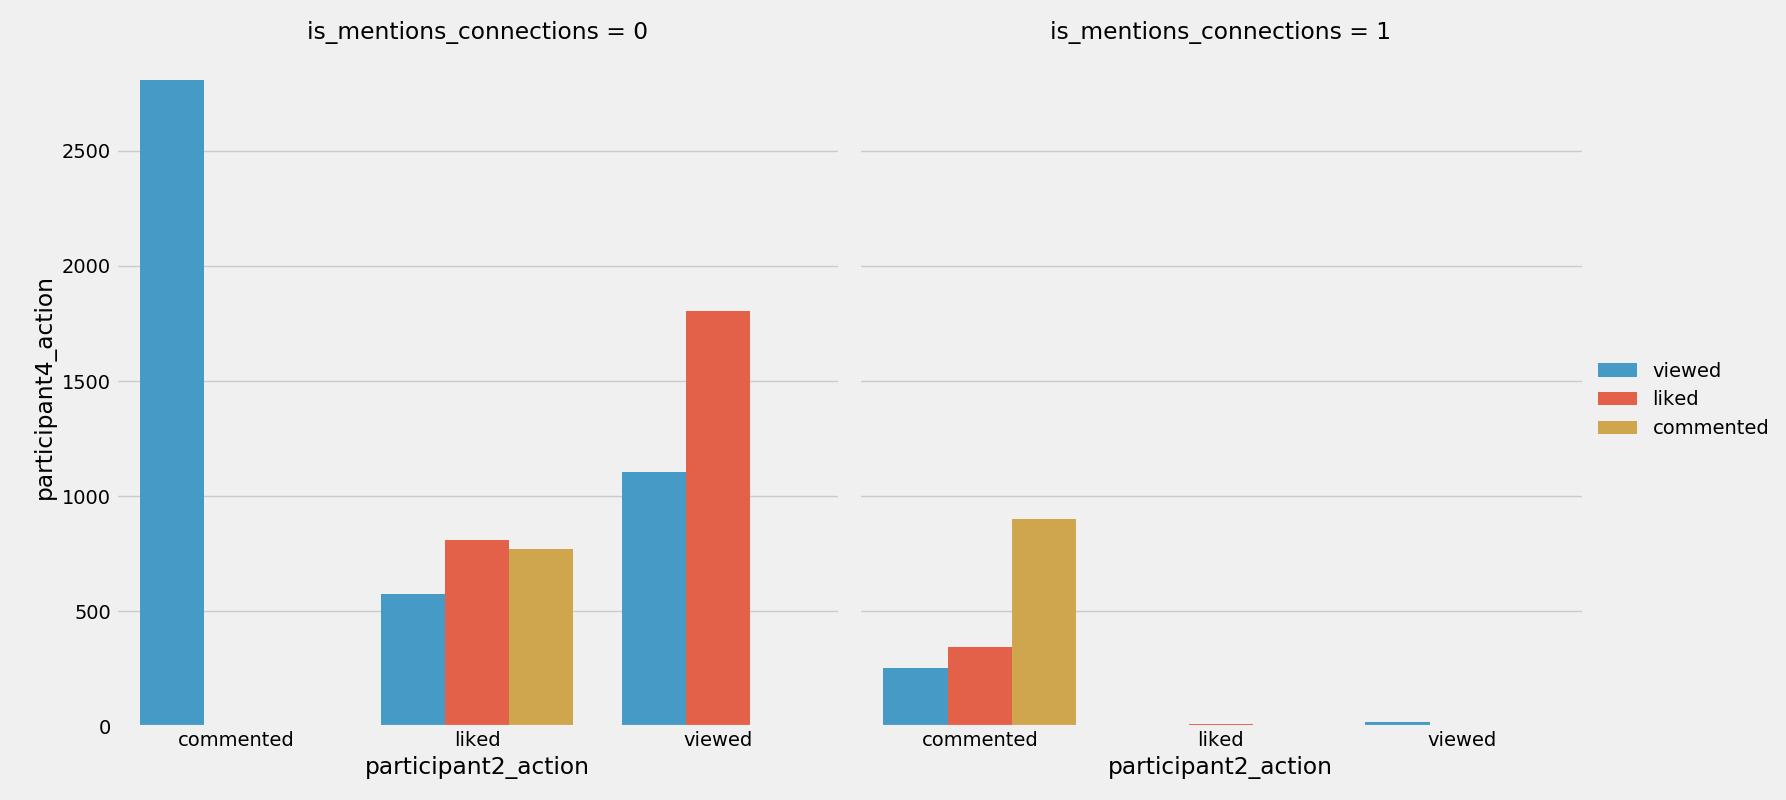 is_mentions_connections = 0
is_mentions_connections = 1
participant4_action
2500
2000
1500
1000
500
0
commented liked viewed
commented liked viewed
participant2_action
participant2_action
viewed
liked
commented